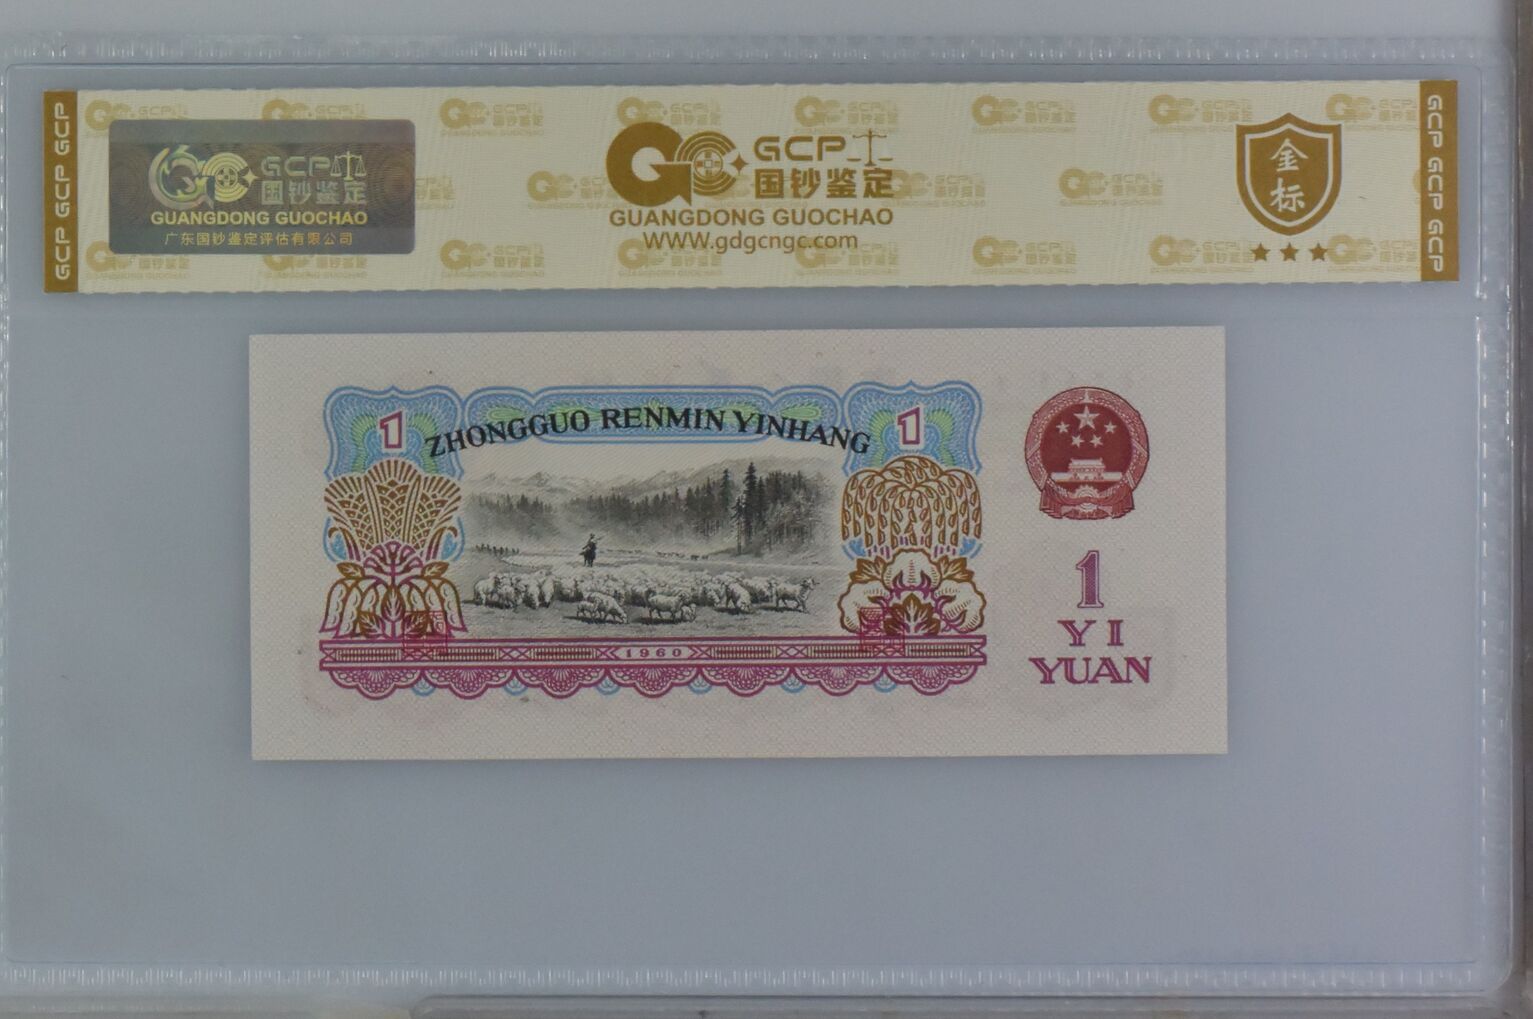 GCP GCP GCP
GCP
国钞鉴定
GUANGDONG GUOCHAO
广东国钞鉴定评估有限公司
GCP
国钞鉴定
GUANGDONG GUOCHAO
WWW.gdgcngc.com
金
标
GCP GCP GCP
1
ZHONGGUO RENMIN YINHANG
1
1960
1
YI
YUAN